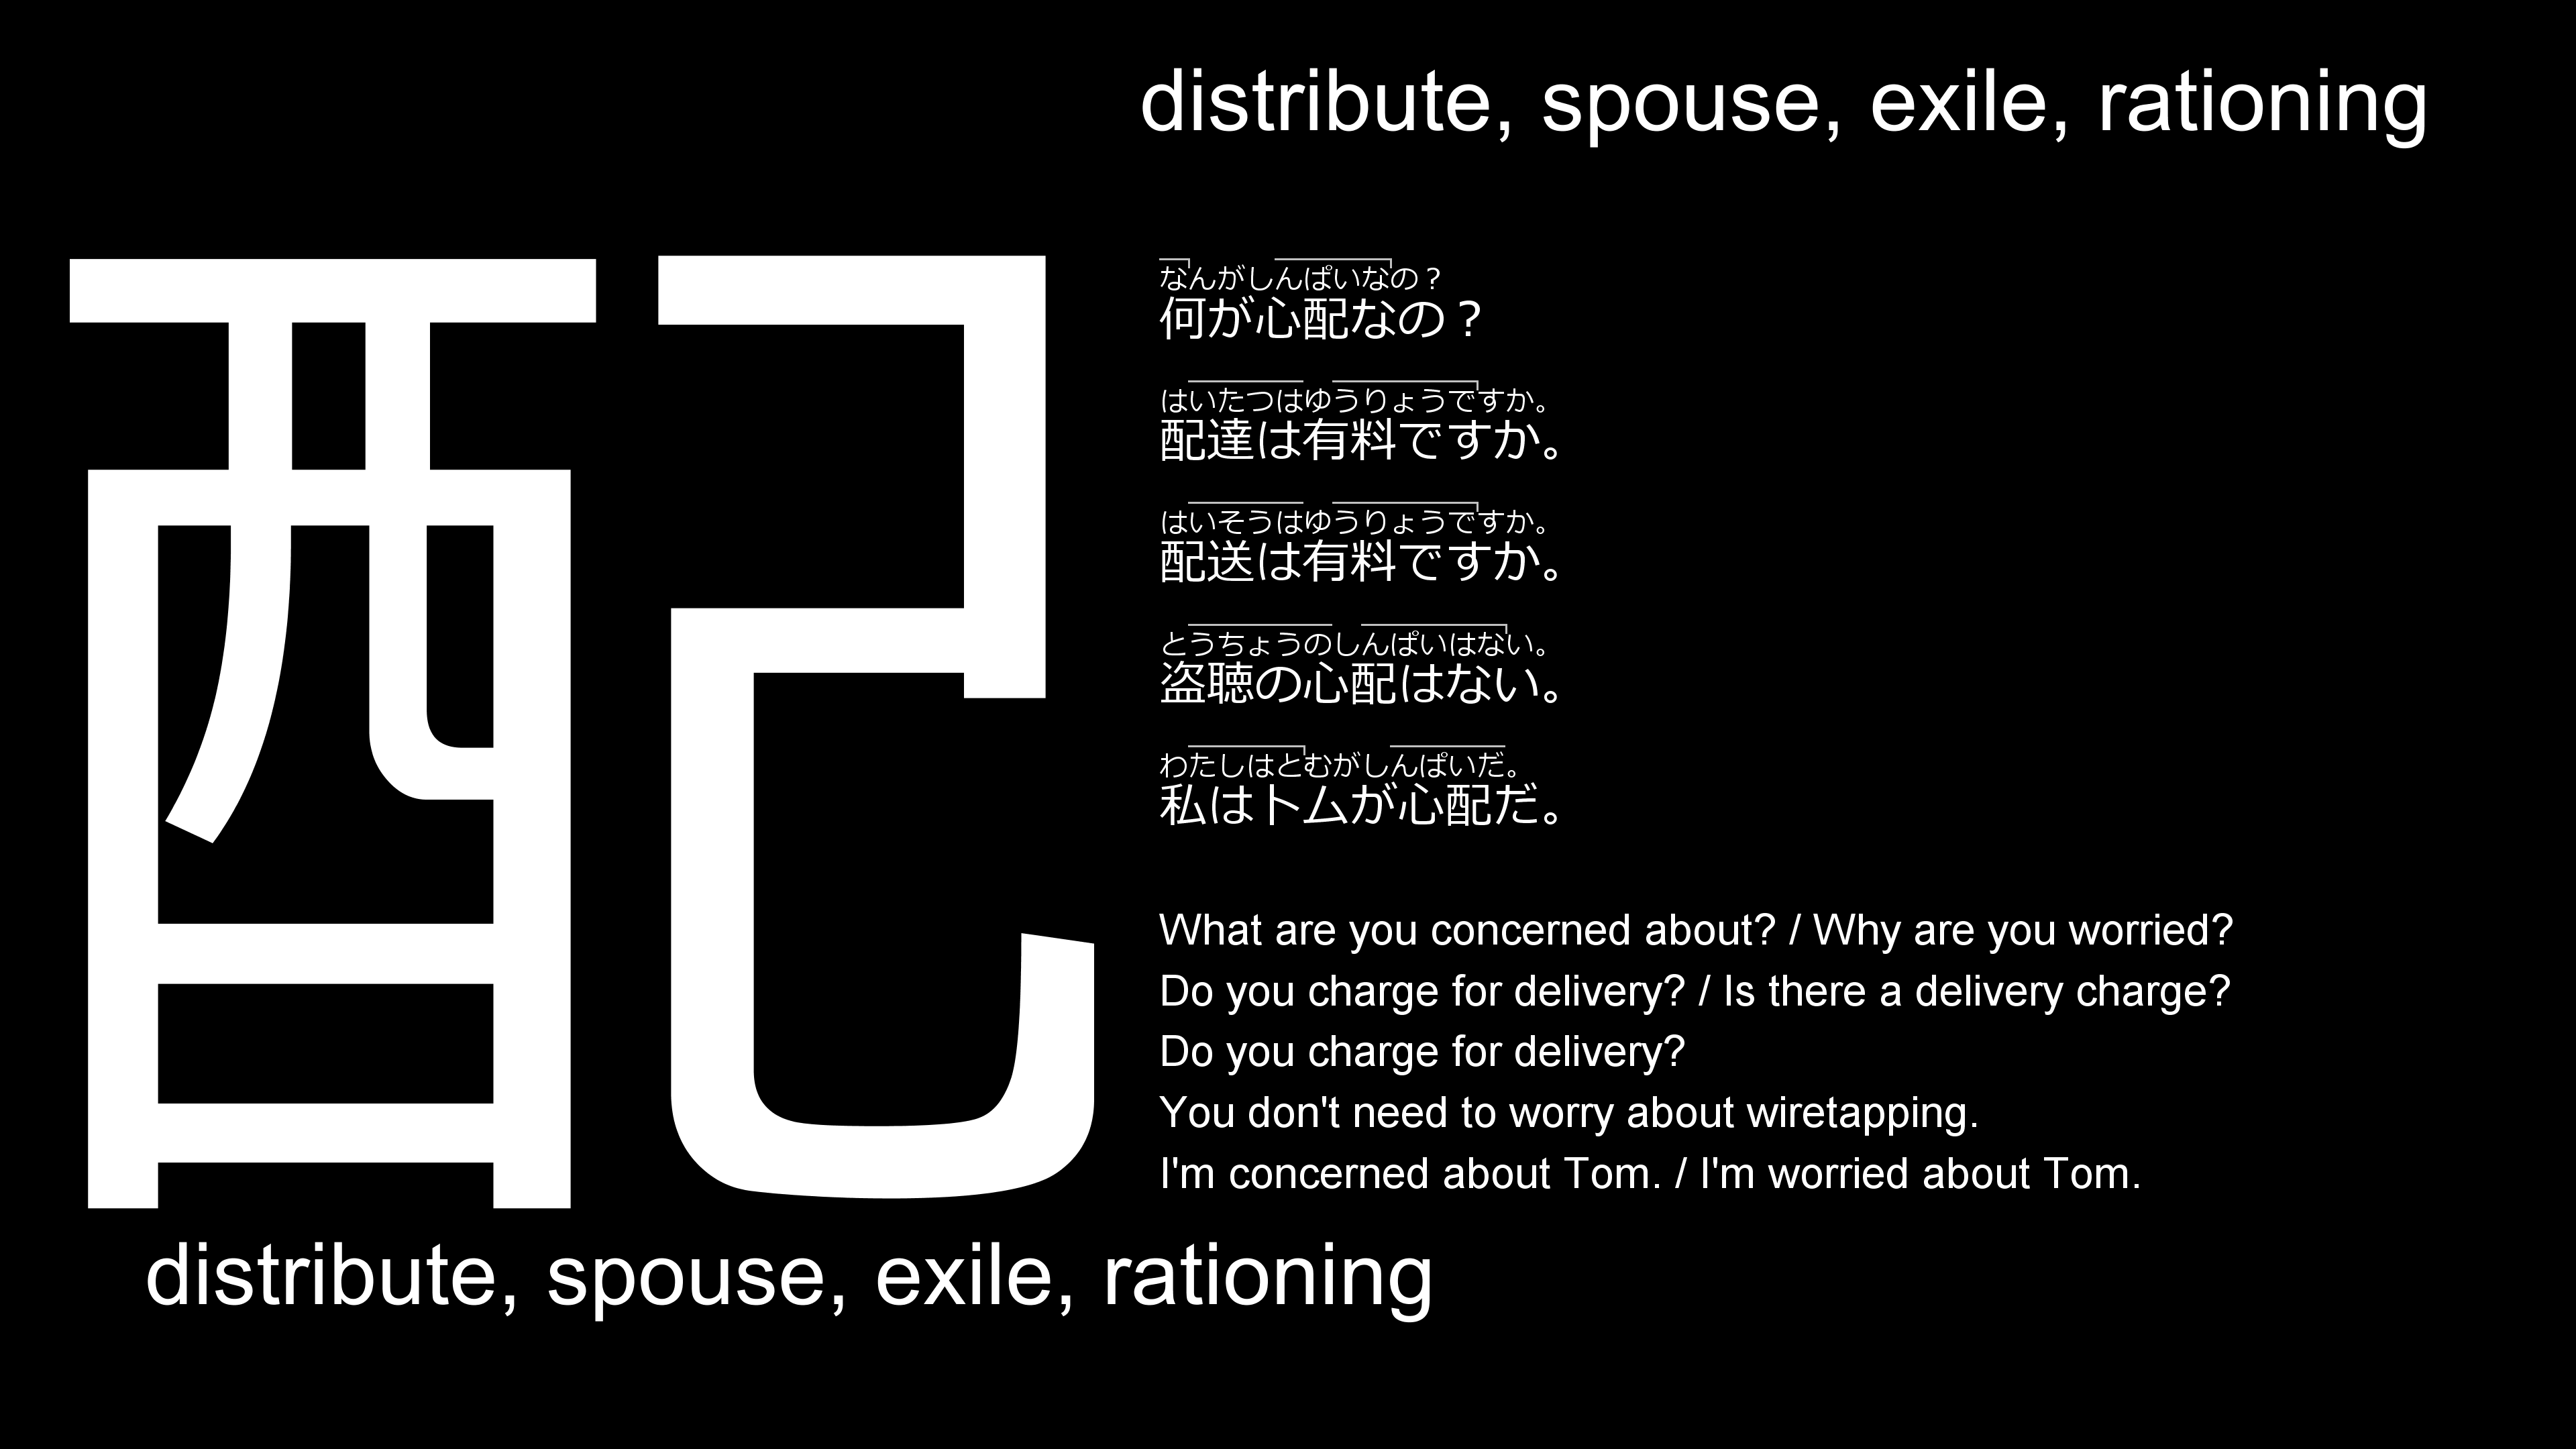 distribute, spouse, exile, rationing
配
なんがしんぱいなの？
何が心配なの？
はいたつはゆうりょうですか。
配達は有料ですか。
はいそうはゆうりょうですか。
配送は有料ですか。
とうちょうのしんぱいはない。
盗聴の心配はない。
わたしはとむがしんぱいだ。
私はトムが心配だ。
What are you concerned about? / Why are you worried?
Do you charge for delivery? / Is there a delivery charge?
Do you charge for delivery?
You don't need to worry about wiretapping.
I'm concerned about Tom. / I'm worried about Tom.
distribute, spouse, exile, rationing